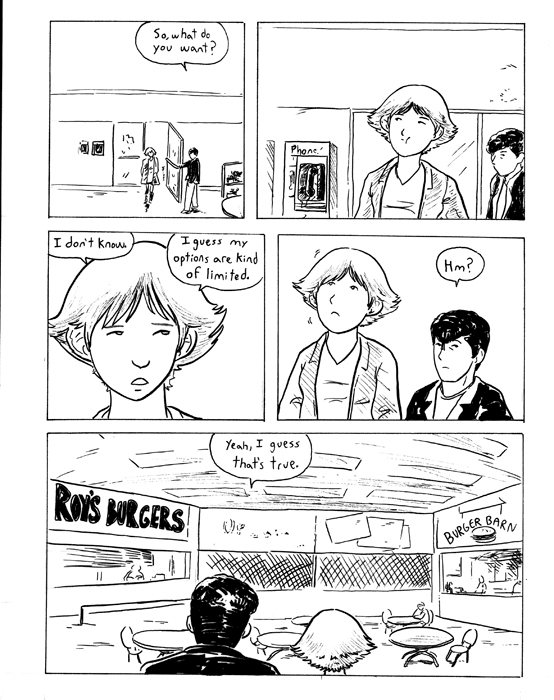 So, what do
you want?
Phone!
I don't know.
I guess my
options are kind
of limited.
Hm?
Yeah, I guess
that's true.
ROY'S BURGERS
BURGER BARN